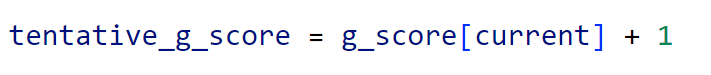 tentative_g_score = g_score[current] + 1